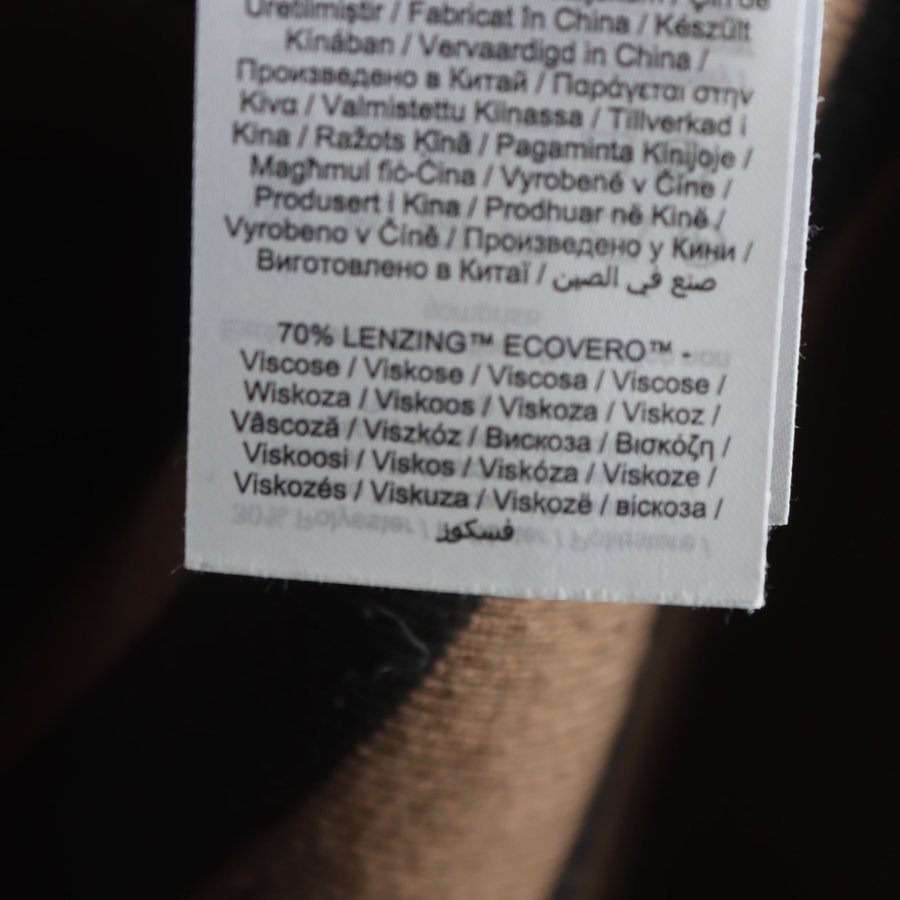 Üretilmiştir / Fabricat în China / Készült
Kínában / Vervaardigd in China /
Произведено в Китай / Παράγεται στην
Κίνα / Valmistettu Kiinassa / Tillverkad i
Kina / Ražots Ķīnā / Pagaminta Kinijoje /
Magħmul fiċ-Ċina / Vyrobené v Číne /
Produsert i Kina / Prodhuar në Kinë /
Vyrobeno v Číně / Произведено у Кини /
Виготовлено в Китаї / صنع في الصين
70% LENZING™ ECOVERO™ -
Viscose / Viskose / Viscosa / Viscose /
Wiskoza / Viskoos / Viskoza / Viskoz /
Vâscoză / Viszkóz / Вискоза / Βισκόζη /
Viskoosi / Viskos / Viskóza / Viskoze /
Viskozés / Viskuza / Viskozë / віскоза /
فسكوز